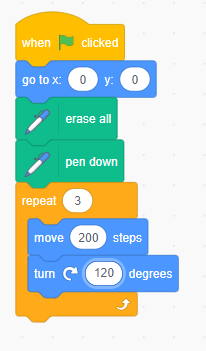 when clicked
go to x: 0 y: 0
erase all
pen down
repeat 3
move 200 steps
turn 120 degrees